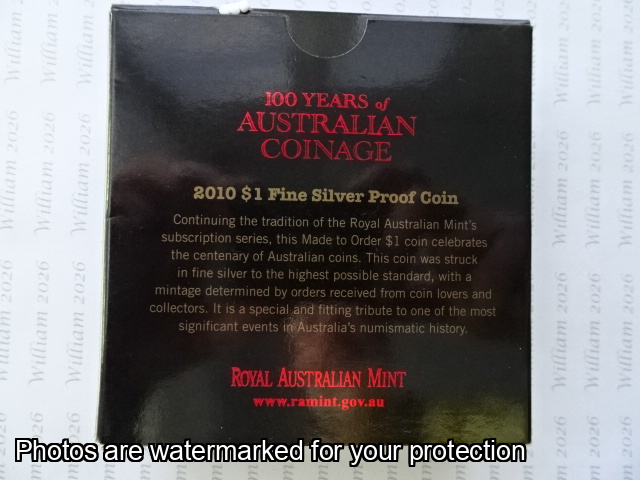 100 YEARS of
AUSTRALIAN
COINAGE
2010 $1 Fine Silver Proof Coin
Continuing the tradition of the Royal Australian Mint's
subscription series, this Made to Order $1 coin celebrates
the centenary of Australian coins. This coin was struck
in fine silver to the highest possible standard, with a
mintage determined by orders received from coin lovers and
collectors. It is a special and fitting tribute to one of the most
significant events in Australia's numismatic history.
ROYAL AUSTRALIAN MINT
www.ramint.gov.au
Photos are watermarked for your protection
William 2026